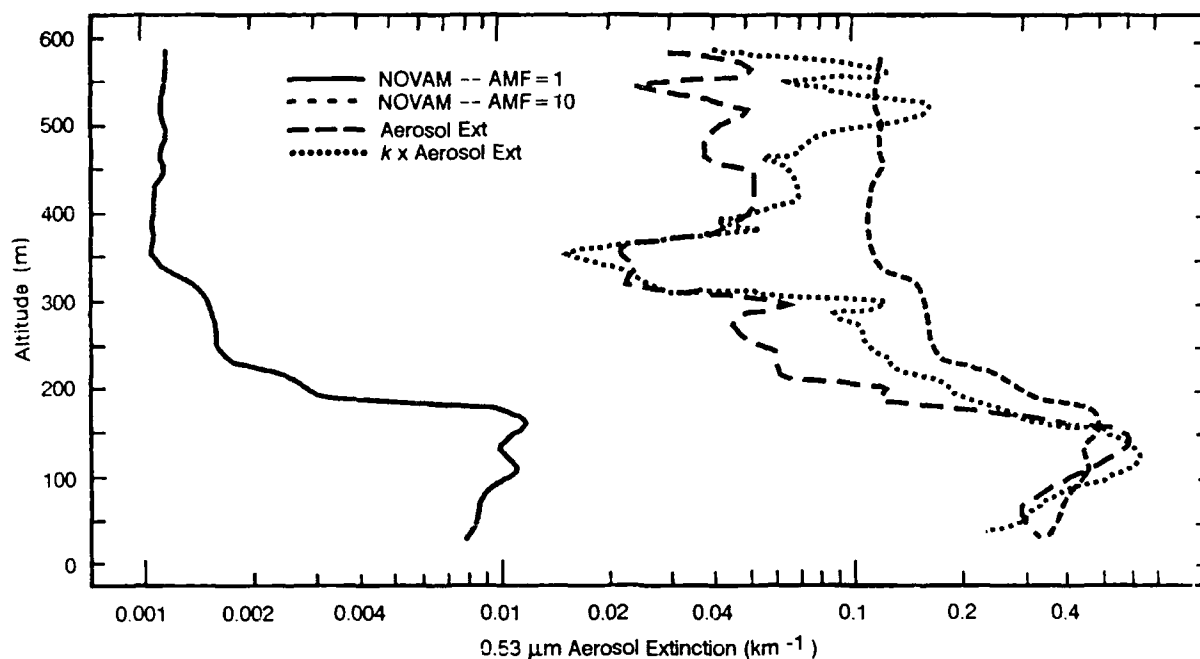 600
500
400
300
200
100
0
Altitude (m)
NOVAM -- AMF = 1
NOVAM -- AMF = 10
Aerosol Ext
k x Aerosol Ext
0.001 0.002 0.004 0.01 0.02 0.04 0.1 0.2 0.4
0.53 μm Aerosol Extinction (km -1)